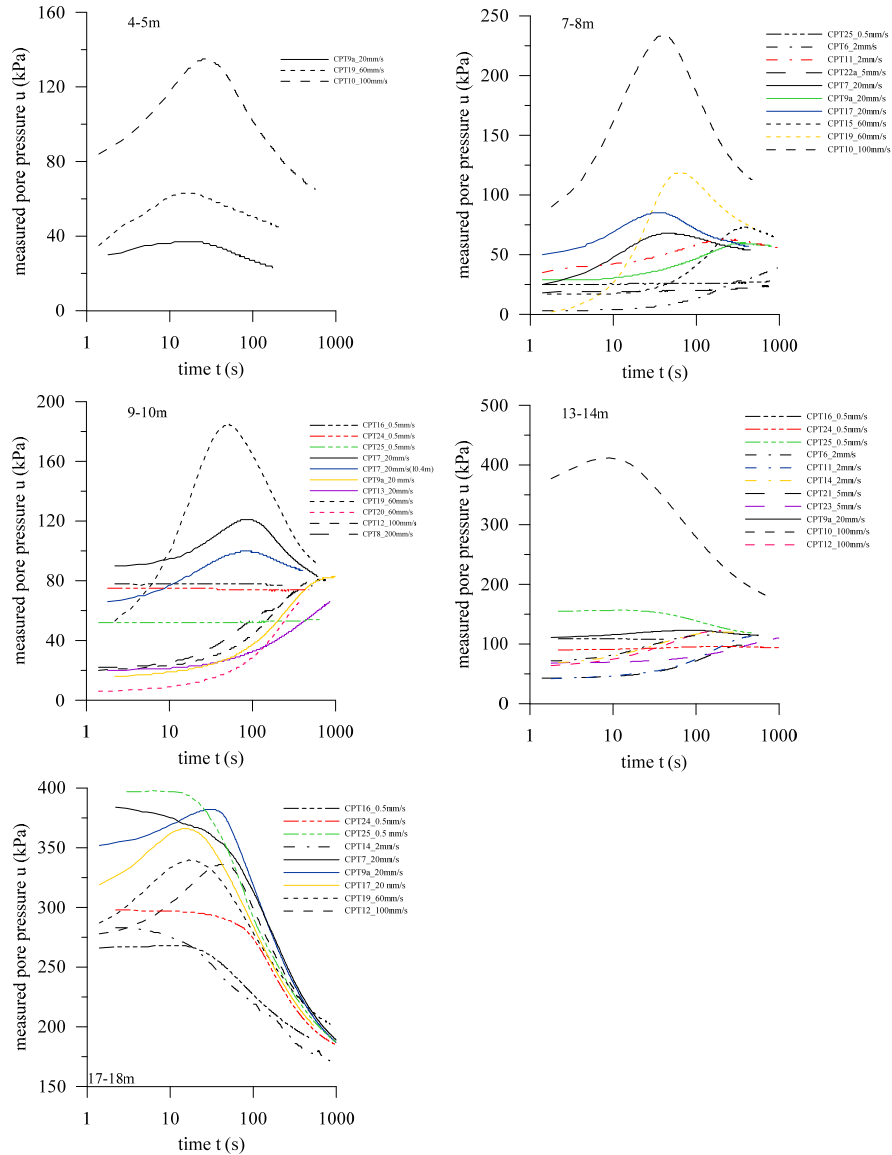 4-5m
160
120
80
40
0
measured pore pressure u (kPa)
1
10
100
1000
time t (s)
CPT9a_20mm/s
CPT19_60mm/s
CPT10_100mm/s
7-8m
250
200
150
100
50
0
measured pore pressure u (kPa)
1
10
100
1000
time t (s)
CPT25_0.5mm/s
CPT6_2mm/s
CPT11_2mm/s
CPT22a_5mm/s
CPT7_20mm/s
CPT9a_20mm/s
CPT17_20mm/s
CPT15_60mm/s
CPT19_60mm/s
CPT10_100mm/s
9-10m
200
160
120
80
40
0
measured pore pressure u (kPa)
1
10
100
1000
time t (s)
CPT16_0.5mm/s
CPT24_0.5mm/s
CPT25_0.5mm/s
CPT7_20mm/s
CPT7_20mm/s(10.4m)
CPT9a_20 mm/s
CPT13_20mm/s
CPT19_60mm/s
CPT20_60mm/s
CPT12_100mm/s
CPT8_200mm/s
13-14m
500
400
300
200
100
0
measured pore pressure u (kPa)
1
10
100
1000
time t (s)
CPT16_0.5mm/s
CPT24_0.5mm/s
CPT25_0.5mm/s
CPT6_2mm/s
CPT11_2mm/s
CPT14_2mm/s
CPT21_5mm/s
CPT23_5mm/s
CPT9a_20mm/s
CPT10_100mm/s
CPT12_100mm/s
400
350
300
250
200
150
measured pore pressure u (kPa)
17-18m
1
10
100
1000
time t (s)
CPT16_0.5mm/s
CPT24_0.5mm/s
CPT25_0.5 mm/s
CPT14_2mm/s
CPT7_20mm/s
CPT9a_20mm/s
CPT17_20 mm/s
CPT19_60mm/s
CPT12_100mm/s